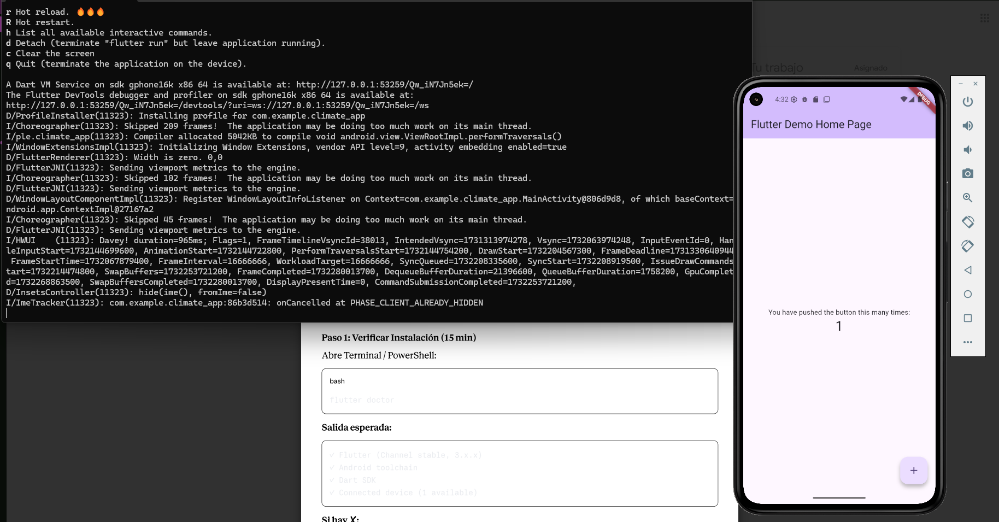 r Hot reload. 🔥🔥🔥
R Hot restart.
h List all available interactive commands.
d Detach (terminate "flutter run" but leave application running).
c Clear the screen
q Quit (terminate the application on the device).
A Dart VM Service on sdk gphone16k x86 64 is available at: http://127.0.0.1:53259/Qw_iN7Jn5ek=/
The Flutter DevTools debugger and profiler on sdk gphone16k x86 64 is available at:
http://127.0.0.1:53259/Qw_iN7Jn5ek=/devtools/?uri=ws://127.0.0.1:53259/Qw_iN7Jn5ek=/ws
D/ProfileInstaller(11323): Installing profile for com.example.climate_app
I/Choreographer(11323): Skipped 209 frames!  The application may be doing too much work on its main thread.
I/ple.climate_app(11323): Compiler allocated 5042KB to compile void android.view.ViewRootImpl.performTraversals()
I/WindowExtensionsImpl(11323): Initializing Window Extensions, vendor API level=9, activity embedding enabled=true
D/FlutterRenderer(11323): Width is zero. 0,0
D/FlutterJNI(11323): Sending viewport metrics to the engine.
I/Choreographer(11323): Skipped 102 frames!  The application may be doing too much work on its main thread.
D/FlutterJNI(11323): Sending viewport metrics to the engine.
D/WindowLayoutComponentImpl(11323): Register WindowLayoutInfoListener on Context=com.example.climate_app.MainActivity@806d9d8, of which baseContext=
ndroid.app.ContextImpl@27167a2
I/Choreographer(11323): Skipped 45 frames!  The application may be doing too much work on its main thread.
D/FlutterJNI(11323): Sending viewport metrics to the engine.
I/HWUI    (11323): Davey! duration=965ms; Flags=1, FrameTimelineVsyncId=38013, IntendedVsync=1731313974278, Vsync=1732063974248, InputEventId=0, Han
leInputStart=1732144699600, AnimationStart=1732144722800, PerformTraversalsStart=1732144754200, DrawStart=1732204567300, FrameDeadline=1731330640944
FrameStartTime=1732067879400, FrameInterval=16666666, WorkloadTarget=16666666, SyncQueued=1732208335600, SyncStart=1732208919500, IssueDrawCommands
tart=1732214474800, SwapBuffers=1732253721200, FrameCompleted=1732280013700, DequeueBufferDuration=21396600, QueueBufferDuration=1758200, GpuComplet
d=1732268863500, SwapBuffersCompleted=1732280013700, DisplayPresentTime=0, CommandSubmissionCompleted=1732253721200,
D/InsetsController(11323): hide(ime(), fromIme=false)
I/ImeTracker(11323): com.example.climate_app:86b3d514: onCancelled at PHASE_CLIENT_ALREADY_HIDDEN
Tu trabajo
Asignado
4:32
DEBUG
Flutter Demo Home Page
You have pushed the button this many times:
1
+
Paso 1: Verificar Instalación (15 min)
Abre Terminal / PowerShell:
bash
flutter doctor
Salida esperada:
✓ Flutter (Channel stable, 3.x.x)
✓ Android toolchain
✓ Dart SDK
✓ Connected device (1 available)
Si hay ✗: